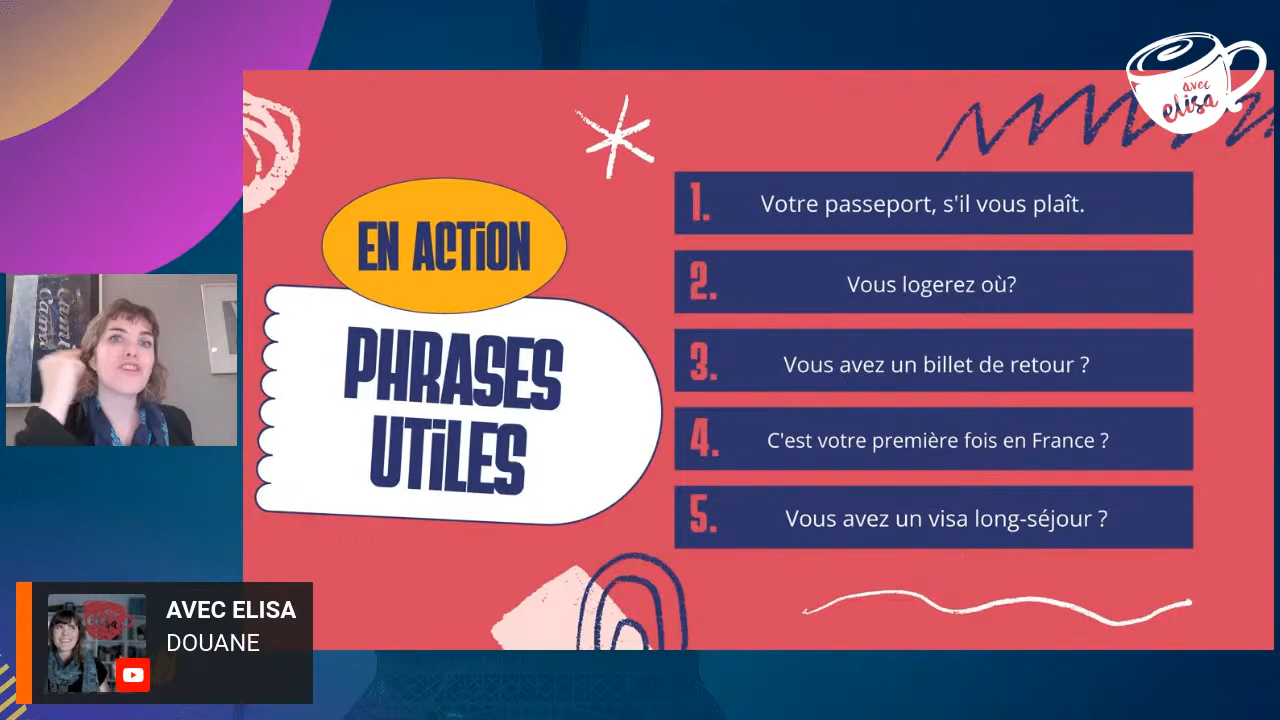 avec
elisa
EN ACTION
PHRASES
UTILES
1.
Votre passeport, s'il vous plaît.
2.
Vous logerez où?
3.
Vous avez un billet de retour ?
4.
C'est votre première fois en France ?
5.
Vous avez un visa long-séjour ?
AVEC ELISA
DOUANE